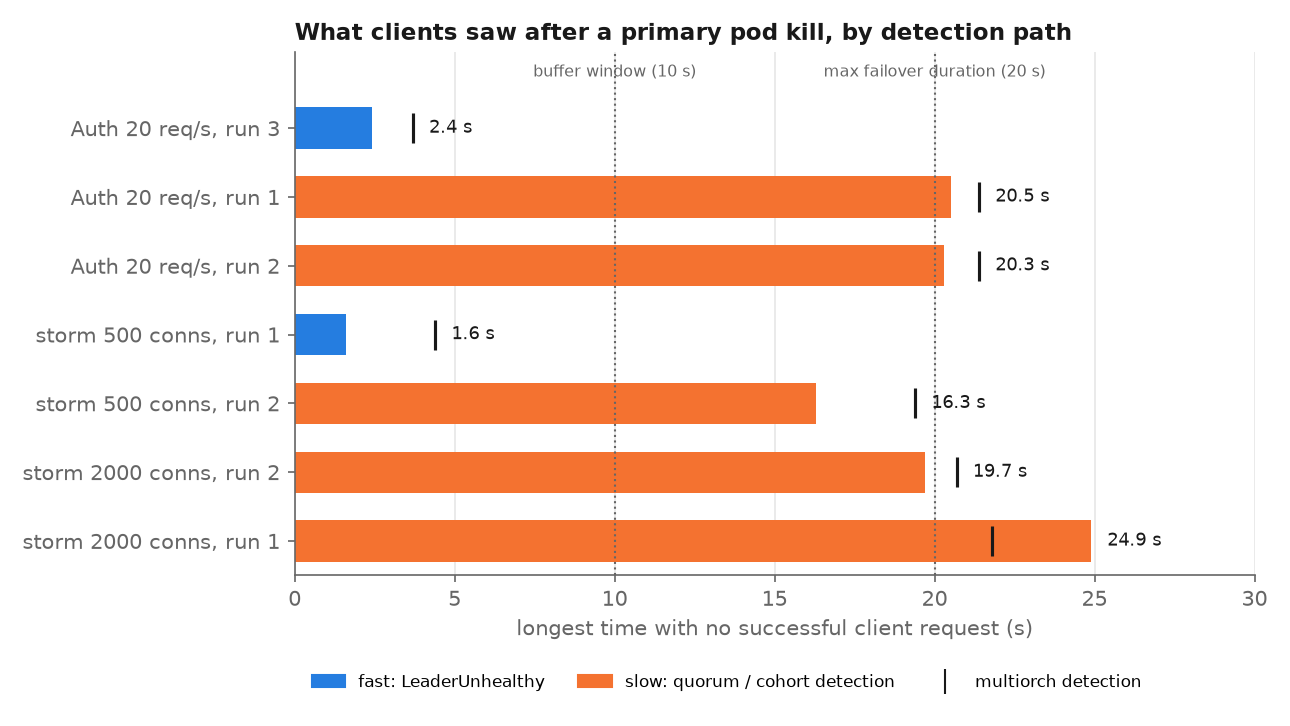 What clients saw after a primary pod kill, by detection path
buffer window (10 s) max failover duration (20 s)
Auth 20 req/s, run 3 2.4 s
Auth 20 req/s, run 1 20.5 s
Auth 20 req/s, run 2 20.3 s
storm 500 conns, run 1 1.6 s
storm 500 conns, run 2 16.3 s
storm 2000 conns, run 2 19.7 s
storm 2000 conns, run 1 24.9 s
0 5 10 15 20 25 30
longest time with no successful client request (s)
fast: LeaderUnhealthy slow: quorum / cohort detection multiorch detection